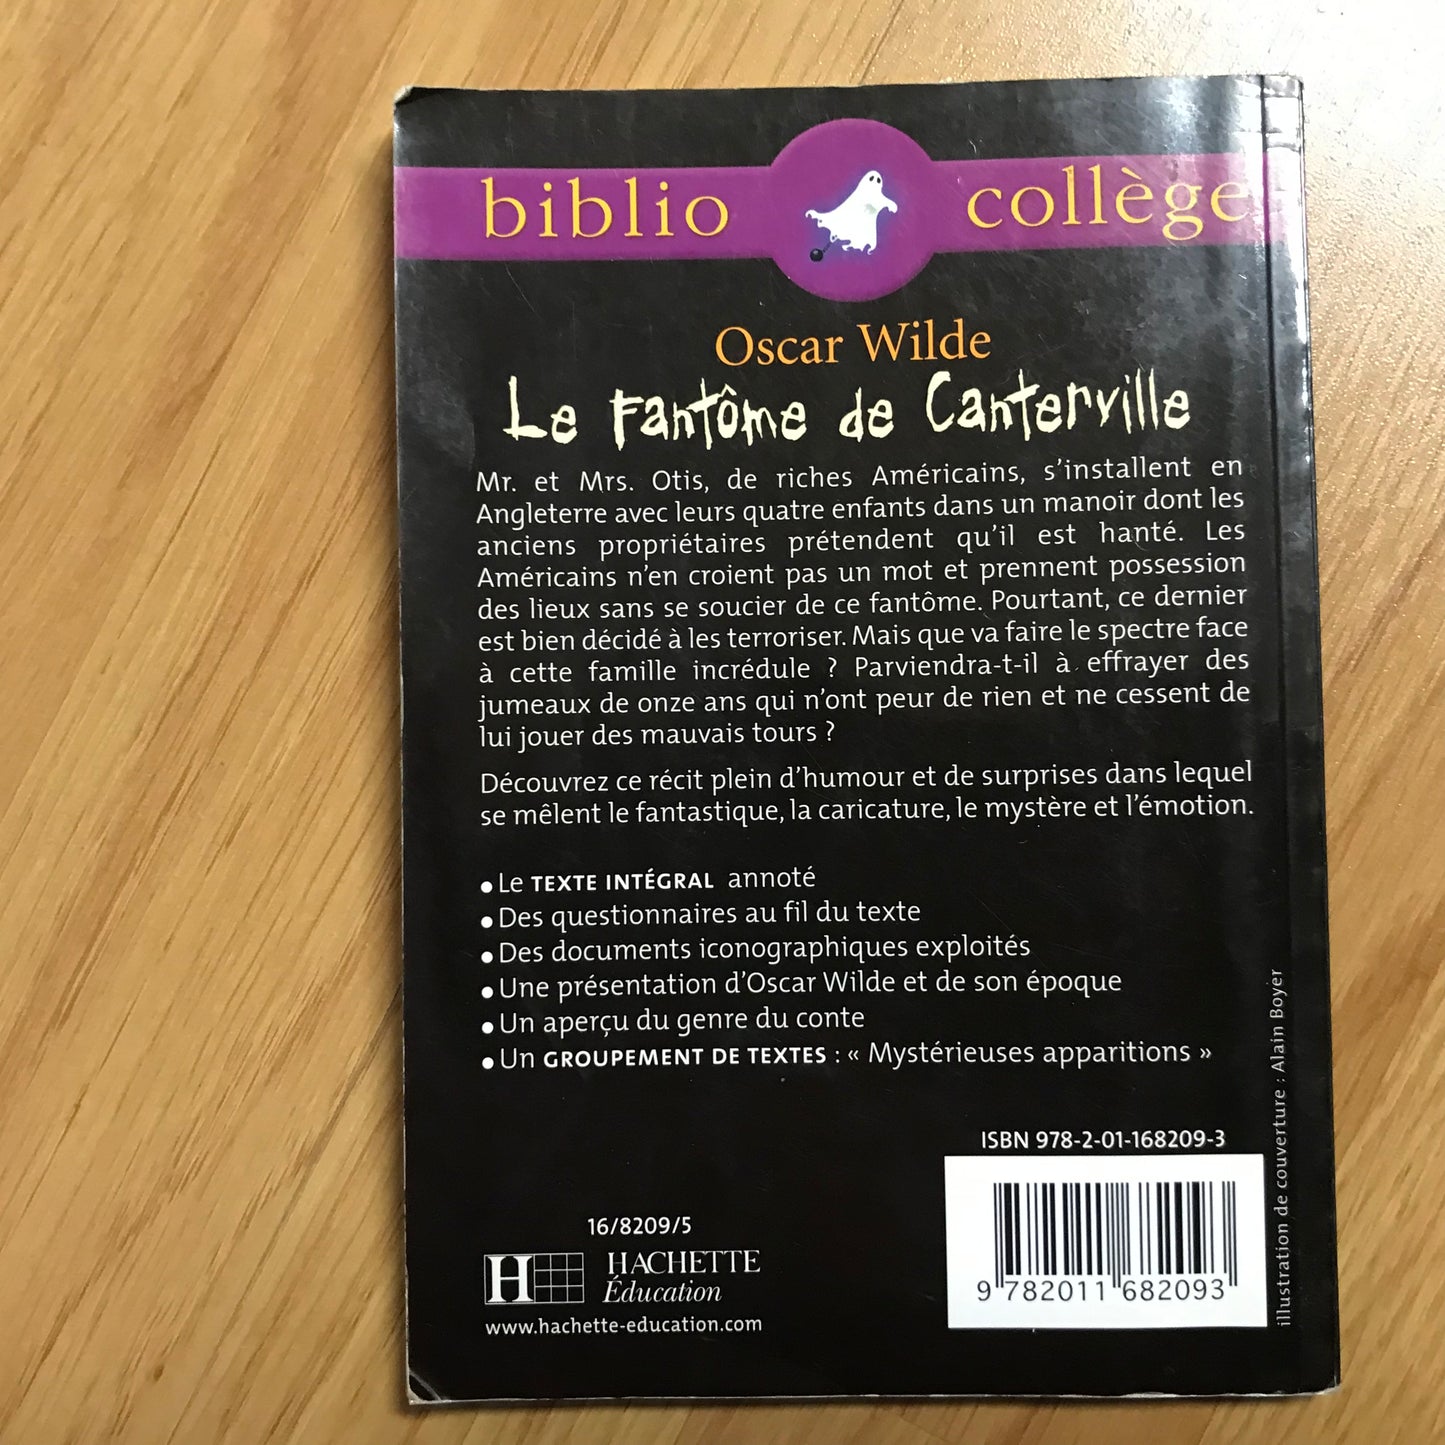 biblio collège
Oscar Wilde
Le Fantôme de Canterville
Mr. et Mrs. Otis, de riches Américains, s'installent en
Angleterre avec leurs quatre enfants dans un manoir dont les
anciens propriétaires prétendent qu'il est hanté. Les
Américains n'en croient pas un mot et prennent possession
des lieux sans se soucier de ce fantôme. Pourtant, ce dernier
est bien décidé à les terroriser. Mais que va faire le spectre face
à cette famille incrédule ? Parviendra-t-il à effrayer des
jumeaux de onze ans qui n'ont peur de rien et ne cessent de
lui jouer des mauvais tours ?
Découvrez ce récit plein d'humour et de surprises dans lequel
se mêlent le fantastique, la caricature, le mystère et l'émotion.
• Le TEXTE INTÉGRAL annoté
• Des questionnaires au fil du texte
• Des documents iconographiques exploités
• Une présentation d'Oscar Wilde et de son époque
• Un aperçu du genre du conte
• Un GROUPEMENT DE TEXTES : « Mystérieuses apparitions »
illustration de couverture : Alain Boyer
ISBN 978-2-01-168209-3
9 782011 682093
16/8209/5
H HACHETTE
Éducation
www.hachette-education.com